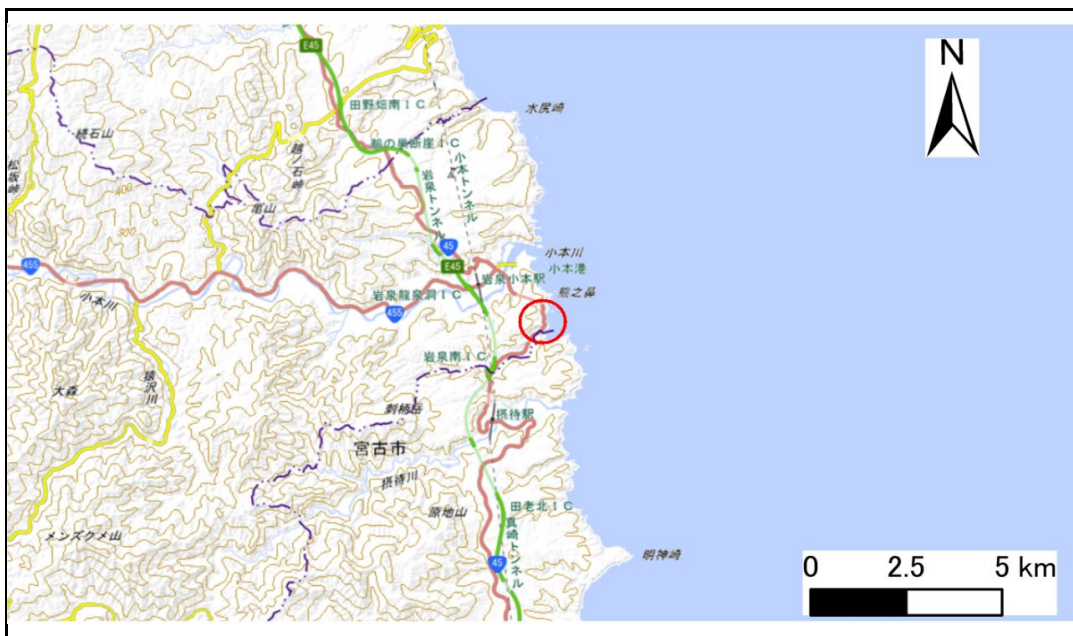 E45
N
田野畑南IC
水尻崎
続石山
鵜の巣断崖IC
越ノ石峠
小本トンネル
松坂峠
400
亀山
岩泉トンネル
300
45
小本川
455
E45
小本港
岩泉小本駅
熊之鼻
小本川
岩泉龍泉洞IC
455
岩泉南IC
大森
猿沢川
刺柄岳
摂待駅
宮古市
摂待川
原地山
田老北IC
メンズクメ山
真崎トンネル
明神崎
45
0 2.5 5 km